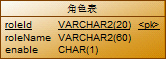 角色表
roleId VARCHAR2(20) <pk>
roleName VARCHAR2(60)
enable CHAR(1)